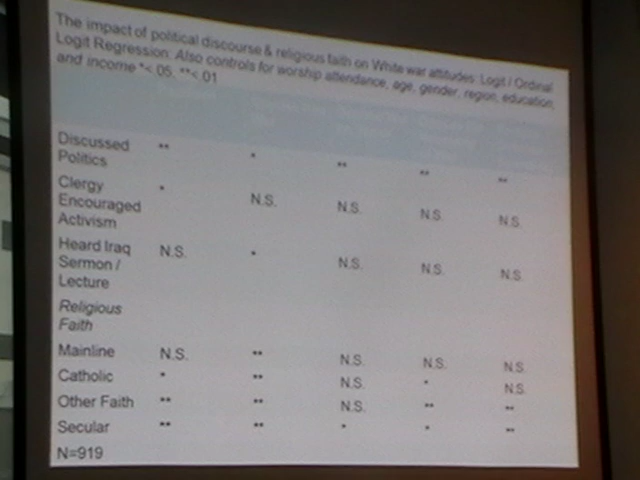 The impact of political discourse & religious faith on White war attitudes: Logit / Ordinal
Logit Regression: Also controls for worship attendance, age, gender, region, education,
and income *<.05, **<.01
Discussed Politics ** * ** ** **
Clergy Encouraged Activism * N.S. N.S. N.S. N.S.
Heard Iraq Sermon / Lecture N.S. * N.S. N.S. N.S.
Religious Faith
Mainline N.S. ** N.S. N.S. N.S.
Catholic * ** N.S. * N.S.
Other Faith ** ** N.S. ** **
Secular ** ** * * **
N=919